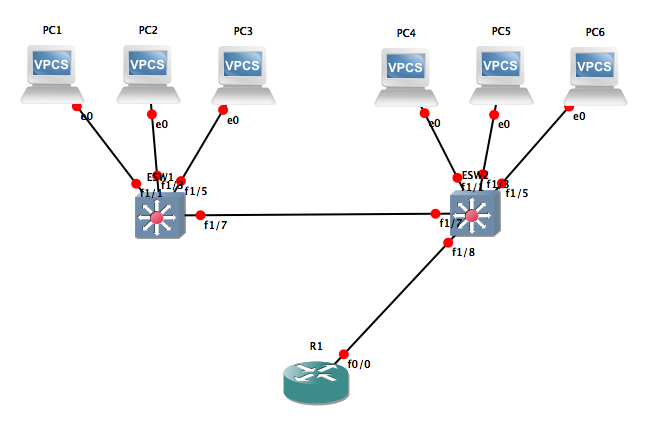 PC1
PC2
PC3
PC4
PC5
PC6
VPCS
VPCS
VPCS
VPCS
VPCS
VPCS
e0
e0
e0
e0
e0
e0
ESW1
ESW2
f1/1
f1/5
f1/1
f1/3
f1/5
f1/7
f1/7
f1/8
R1
f0/0